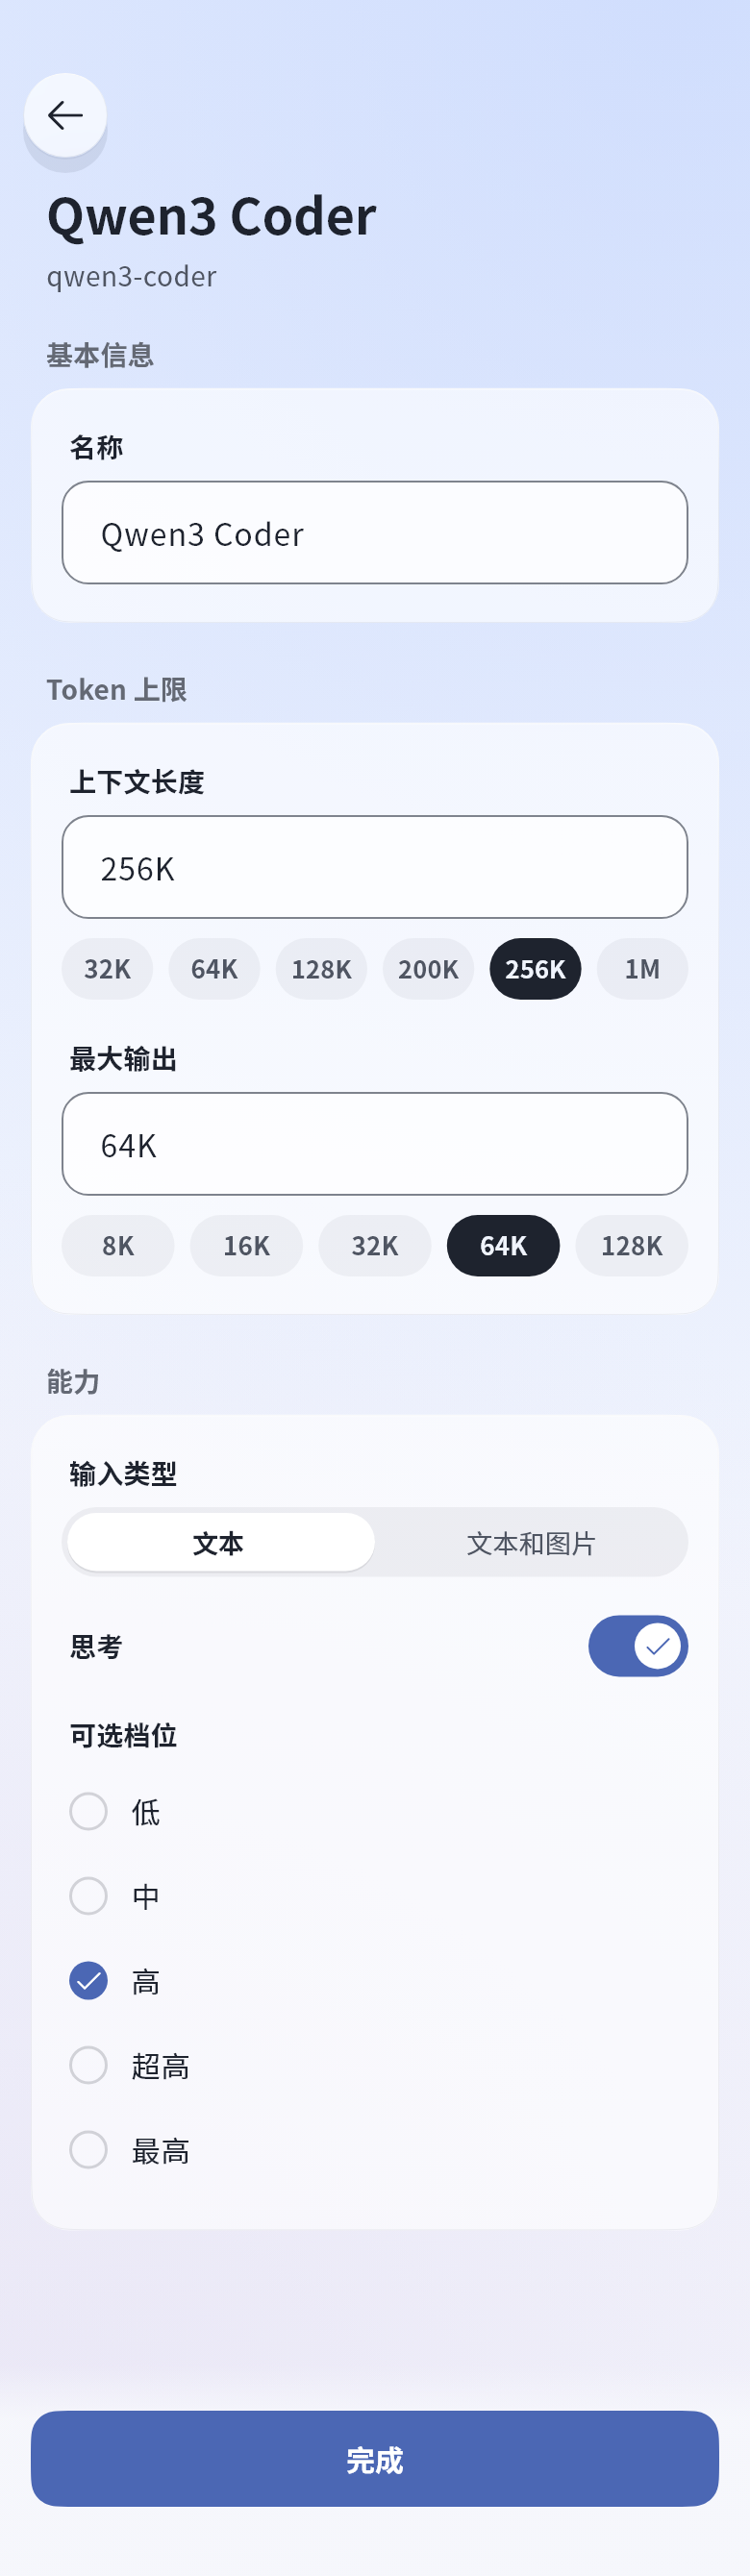 Qwen3 Coder
qwen3-coder
基本信息
名称
Qwen3 Coder
Token 上限
上下文长度
256K
32K 64K 128K 200K 256K 1M
最大输出
64K
8K 16K 32K 64K 128K
能力
输入类型
文本 文本和图片
思考
可选档位
低
中
高
超高
最高
完成